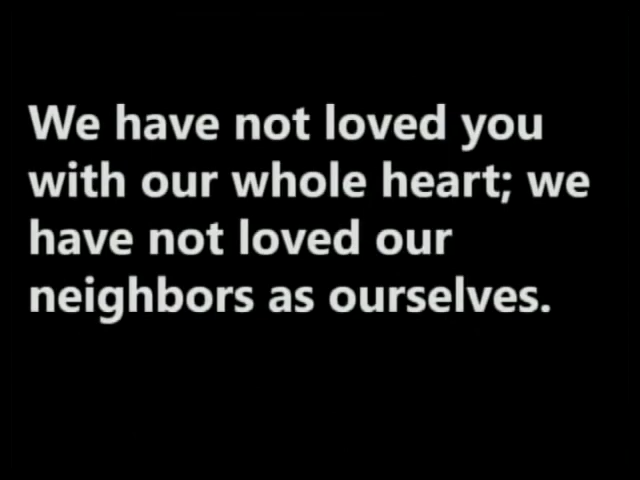 We have not loved you
with our whole heart; we
have not loved our
neighbors as ourselves.